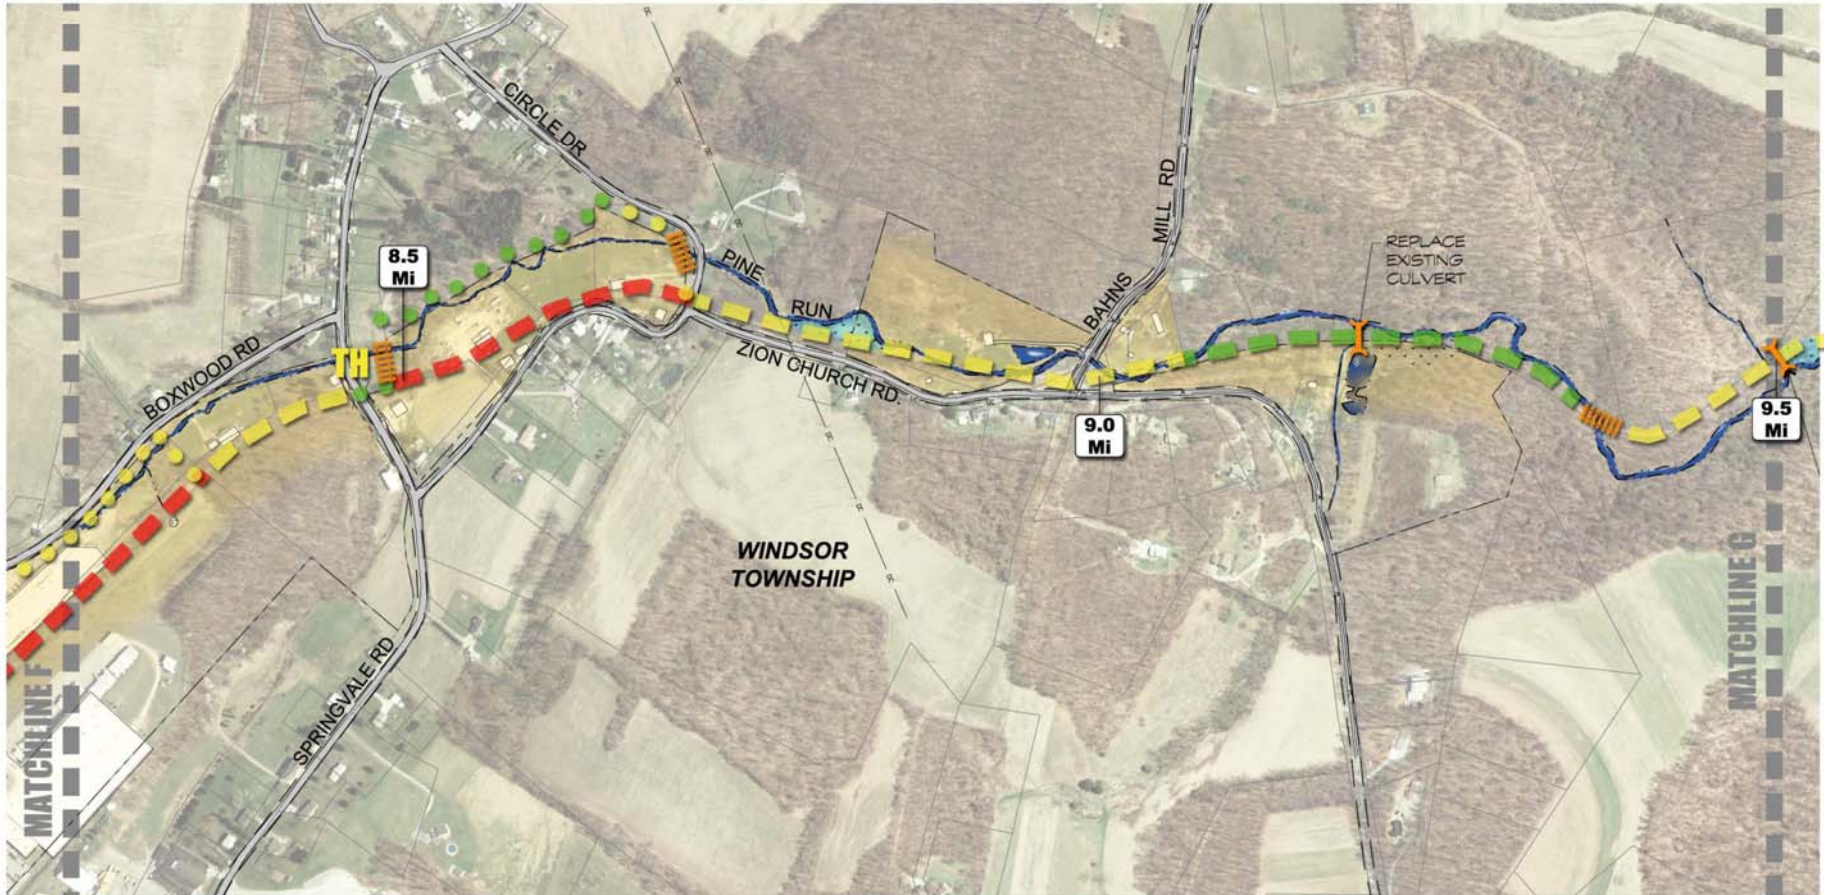 CIRCLE DR
8.5
Mi
PINE
RUN
MILL RD
BAHNS
REPLACE
EXISTING
CULVERT
BOXWOOD RD
TH
ZION CHURCH RD.
9.0
Mi
9.5
Mi
S
WINDSOR
TOWNSHIP
SPRINGVALE RD
MATCHLINE F
MATCHLINE G